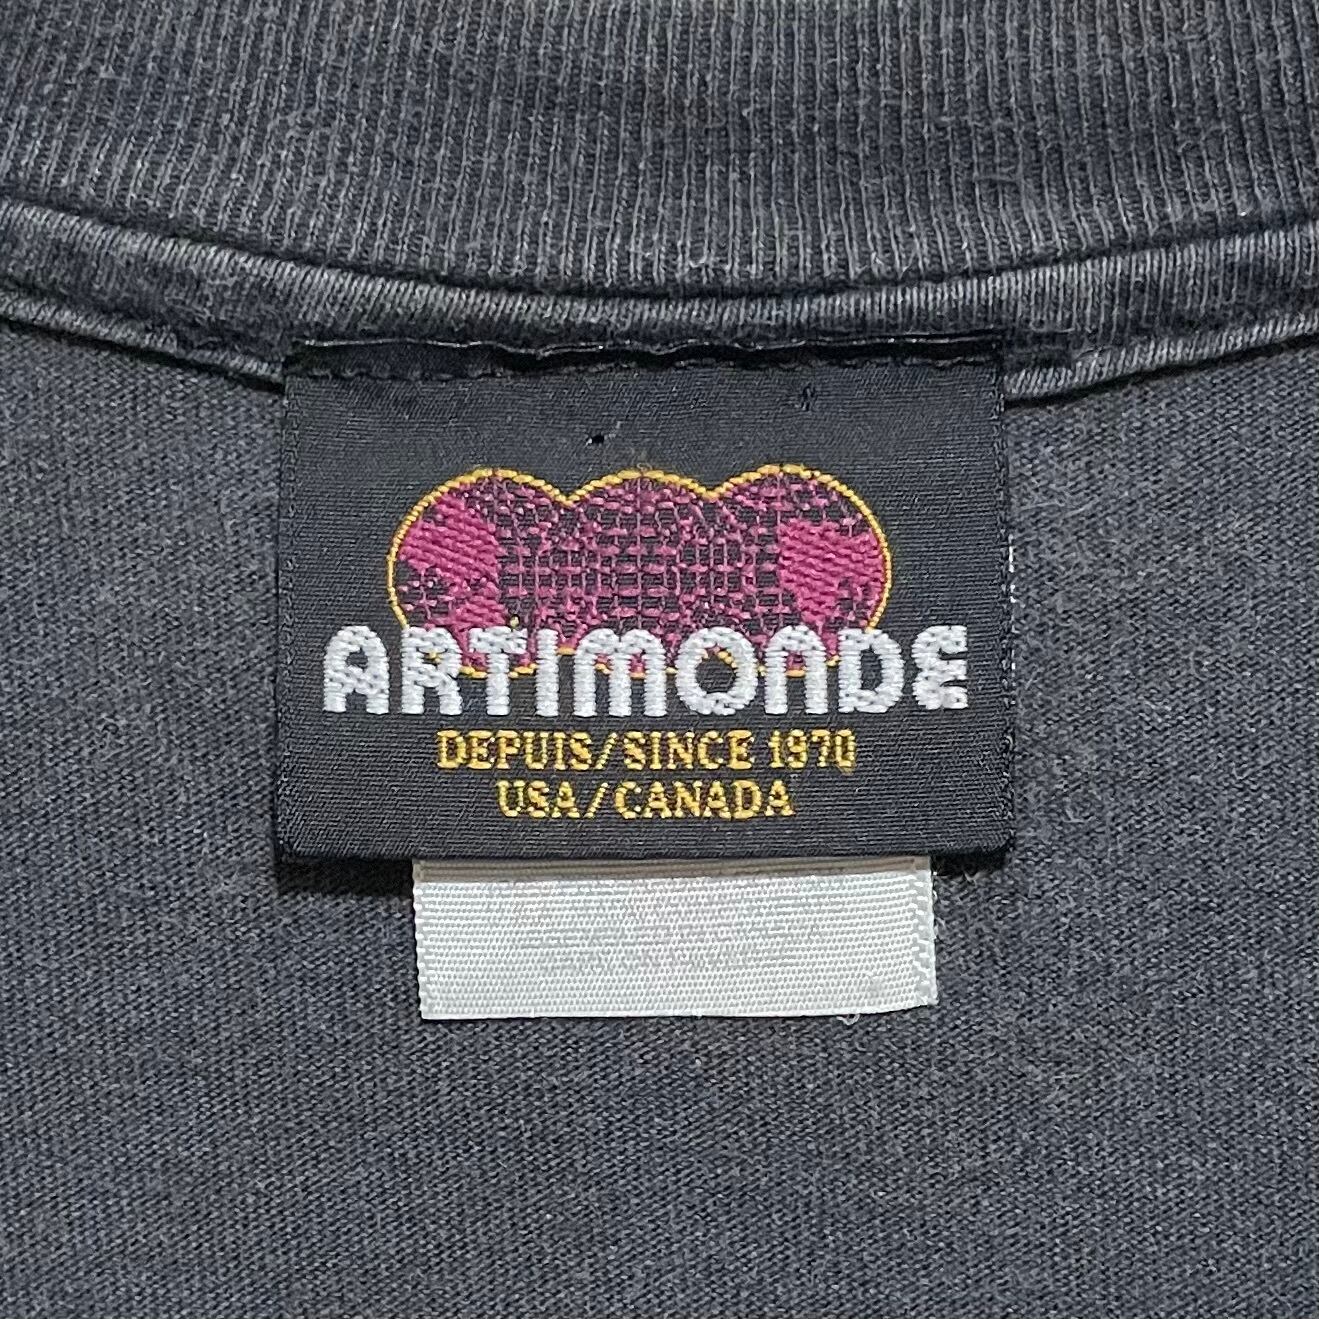 ARTIMONDE
DEPUIS/SINCE 1970
USA/CANADA